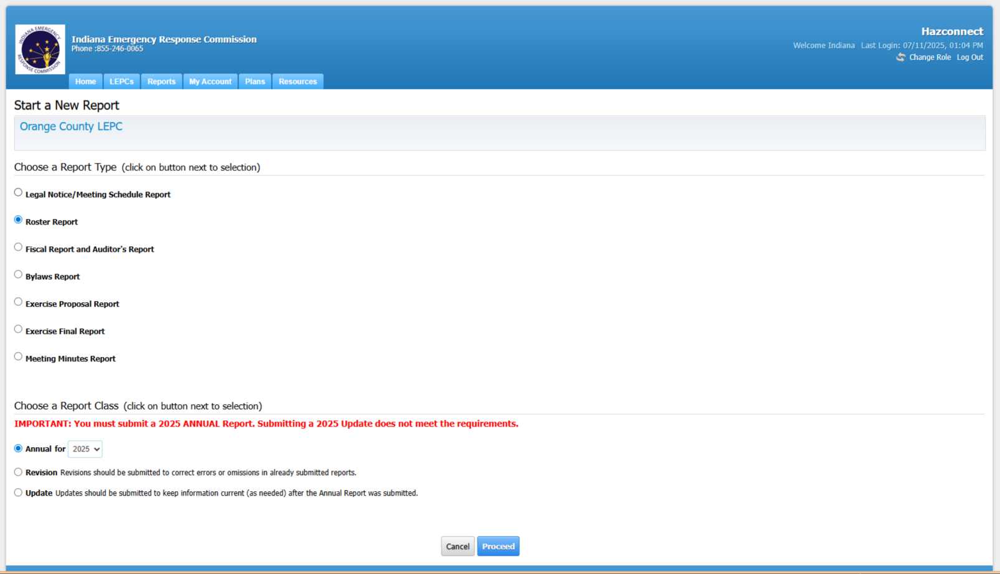 INDIANA EMERGENCY
RESPONSE COMMISSION
Indiana Emergency Response Commission
Phone :855-246-0065
Hazconnect
Welcome Indiana Last Login: 07/11/2025, 01:04 PM
Change Role Log Out
Home LEPCs Reports My Account Plans Resources
Start a New Report
Orange County LEPC
Choose a Report Type (click on button next to selection)
Legal Notice/Meeting Schedule Report
Roster Report
Fiscal Report and Auditor's Report
Bylaws Report
Exercise Proposal Report
Exercise Final Report
Meeting Minutes Report
Choose a Report Class (click on button next to selection)
IMPORTANT: You must submit a 2025 ANNUAL Report. Submitting a 2025 Update does not meet the requirements.
Annual for 2025
Revision Revisions should be submitted to correct errors or omissions in already submitted reports.
Update Updates should be submitted to keep information current (as needed) after the Annual Report was submitted.
Cancel Proceed